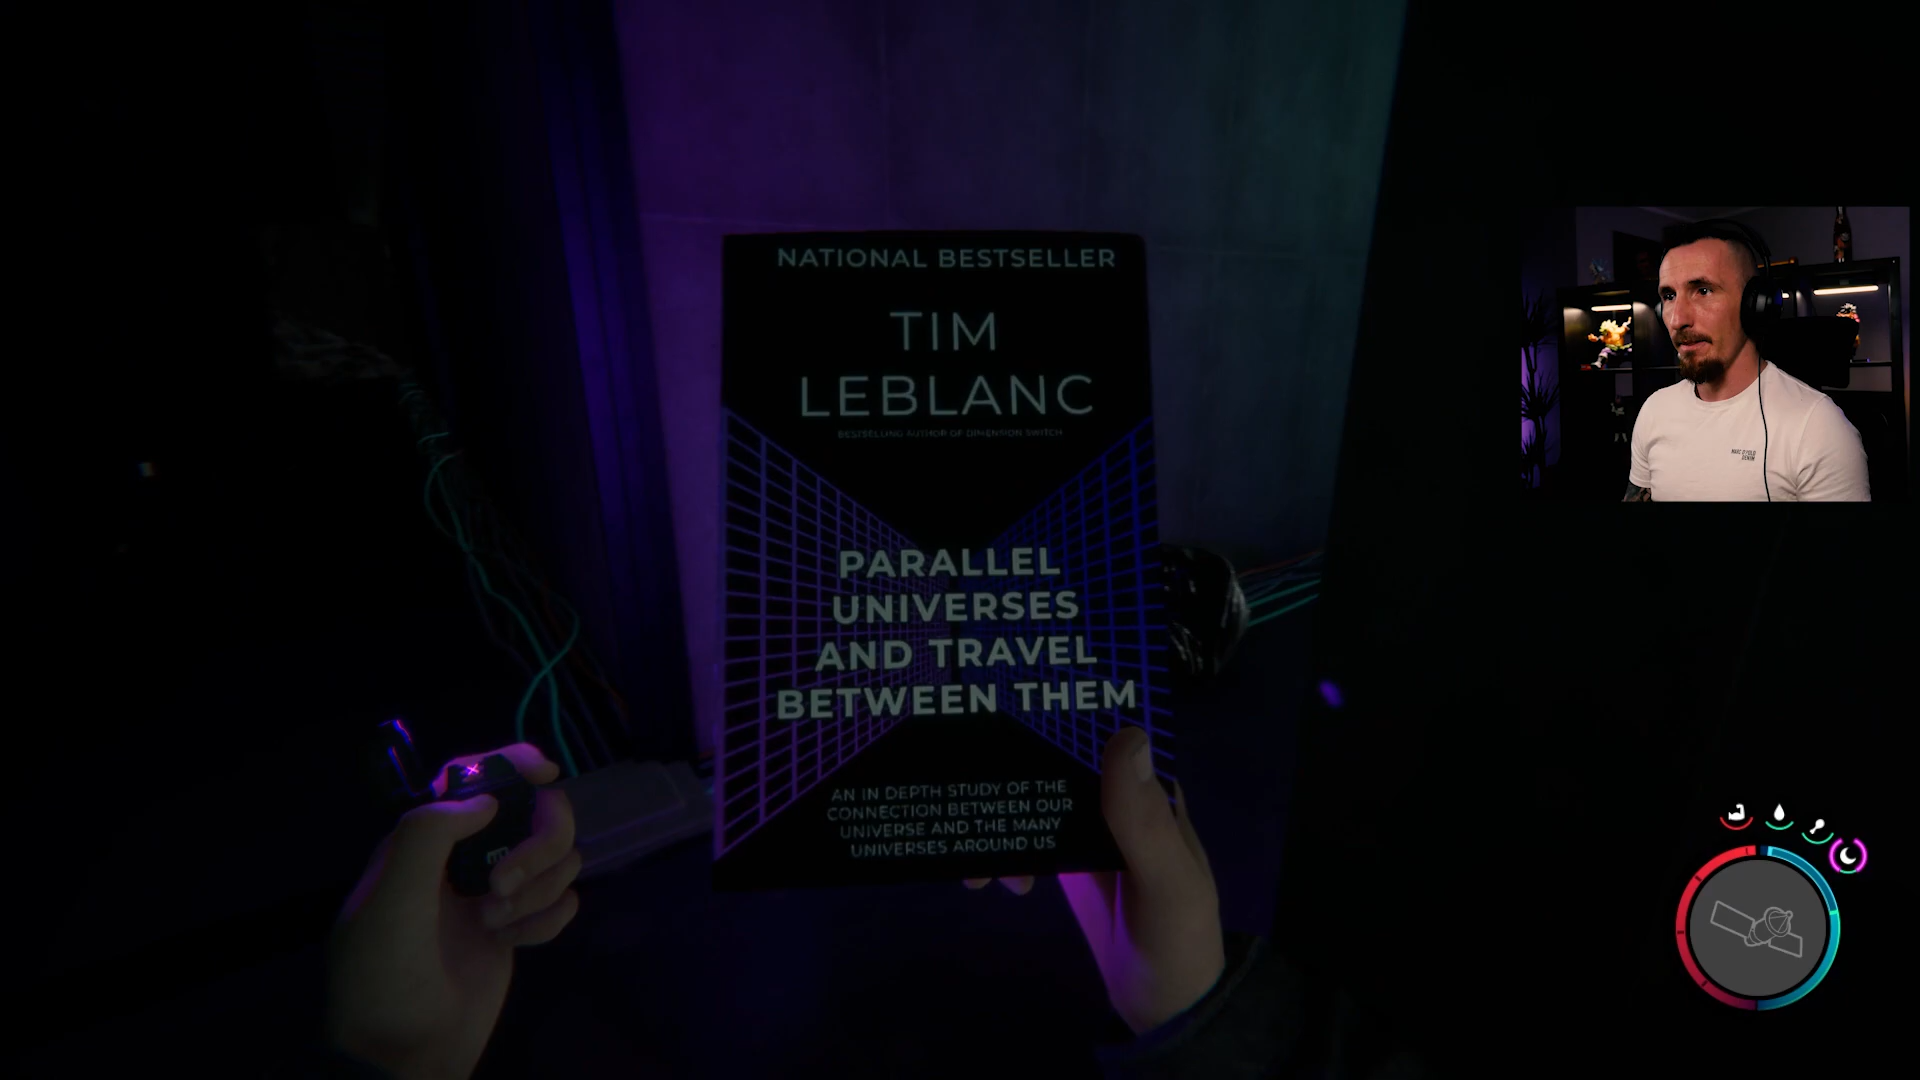 NATIONAL BESTSELLER
TIM
LEBLANC
BESTSELLING AUTHOR OF DIMENSION SWITCH
PARALLEL
UNIVERSES
AND TRAVEL
BETWEEN THEM
AN IN DEPTH STUDY OF THE
CONNECTION BETWEEN OUR
UNIVERSE AND THE MANY
UNIVERSES AROUND US
DENIM